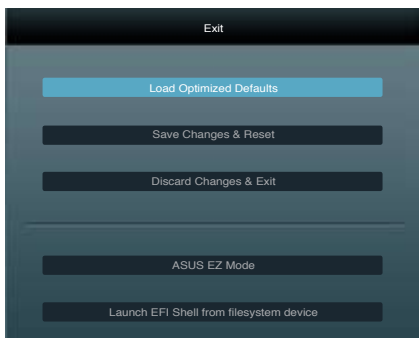 Exit
Load Optimized Defaults
Save Changes & Reset
Discard Changes & Exit
ASUS EZ Mode
Launch EFI Shell from filesystem device